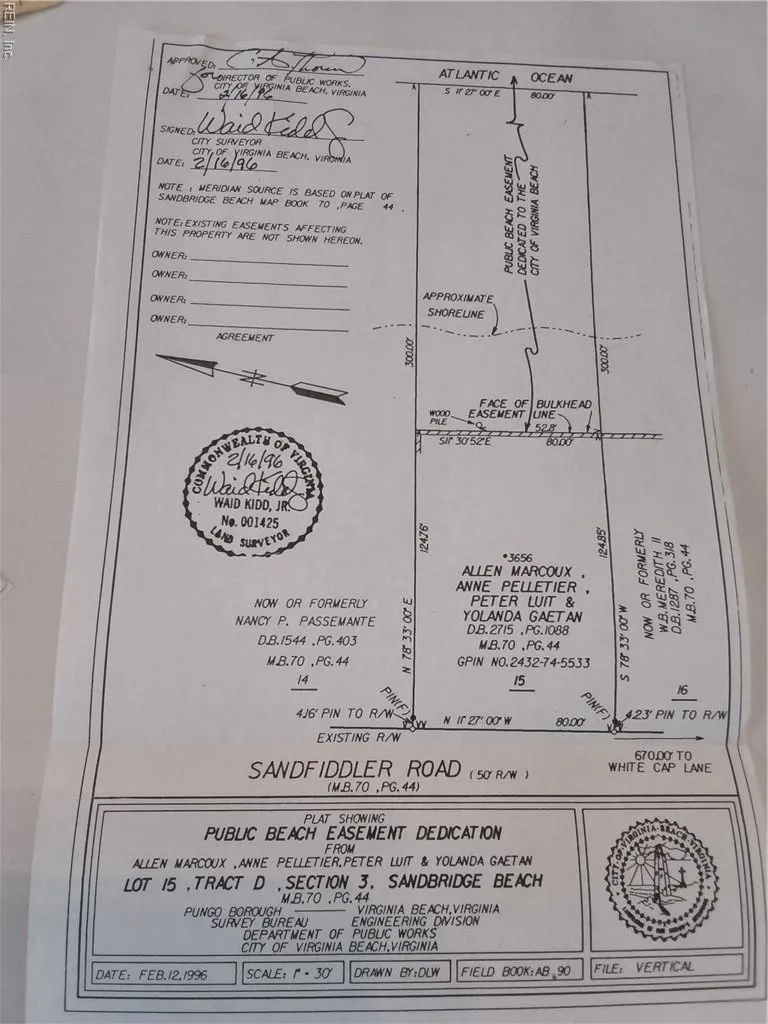 REIN, Inc.
APPROVED:
for DIRECTOR OF PUBLIC WORKS,
CITY OF VIRGINIA BEACH, VIRGINIA
DATE: 2/16/96
SIGNED: Waid Kidd Jr
CITY SURVEYOR
CITY OF VIRGINIA BEACH, VIRGINIA
DATE: 2/16/96
NOTE : MERIDIAN SOURCE IS BASED ON PLAT OF
SANDBRIDGE BEACH MAP BOOK 70 ,PAGE 44 .
NOTE: EXISTING EASEMENTS AFFECTING
THIS PROPERTY ARE NOT SHOWN HEREON.
OWNER:
OWNER:
OWNER:
OWNER:
AGREEMENT
COMMONWEALTH OF VIRGINIA
2/16/96
Waid Kidd Jr
WAID KIDD, JR.
No. 001425
LAND SURVEYOR
ATLANTIC OCEAN
S 11° 27' 00" E 80.00'
PUBLIC BEACH EASEMENT
DEDICATED TO THE
CITY OF VIRGINIA BEACH
APPROXIMATE
SHORELINE
300.00'
300.00'
FACE OF BULKHEAD
EASEMENT LINE
WOOD
PILE
52.8'
S11° 30' 52"E 80.00'
124.76'
N 78° 33' 00" E
124.85'
S 78° 33' 00" W
NOW OR FORMERLY
NANCY P. PASSEMANTE
D.B.1544 ,PG.403
M.B.70 ,PG.44
14
#3656
ALLEN MARCOUX ,
ANNE PELLETIER ,
PETER LUIT &
YOLANDA GAETAN
D.B.2715 ,PG.1088
M.B.70 ,PG.44
GPIN NO.2432-74-5533
15
NOW OR FORMERLY
W.B. MEREDITH II
D.B.1287 ,PG.318
M.B.70 ,PG.44
16
PIN(F)
PIN(F)
4.16' PIN TO R/W
N 11° 27' 00" W 80.00'
4.23' PIN TO R/W
EXISTING R/W
670.00' TO
WHITE CAP LANE
SANDFIDDLER ROAD ( 50' R/W )
(M.B.70 ,PG.44)
PLAT SHOWING
PUBLIC BEACH EASEMENT DEDICATION
FROM
ALLEN MARCOUX ,ANNE PELLETIER,PETER LUIT & YOLANDA GAETAN
LOT 15 ,TRACT D ,SECTION 3, SANDBRIDGE BEACH
M.B.70 ,PG.44
PUNGO BOROUGH VIRGINIA BEACH,VIRGINIA
SURVEY BUREAU ENGINEERING DIVISION
DEPARTMENT OF PUBLIC WORKS
CITY OF VIRGINIA BEACH,VIRGINIA
CITY OF VIRGINIA BEACH, VIRGINIA
DATE: FEB.12,1996
SCALE: 1" = 30'
DRAWN BY:DLW
FIELD BOOK:AB ,90
FILE: VERTICAL